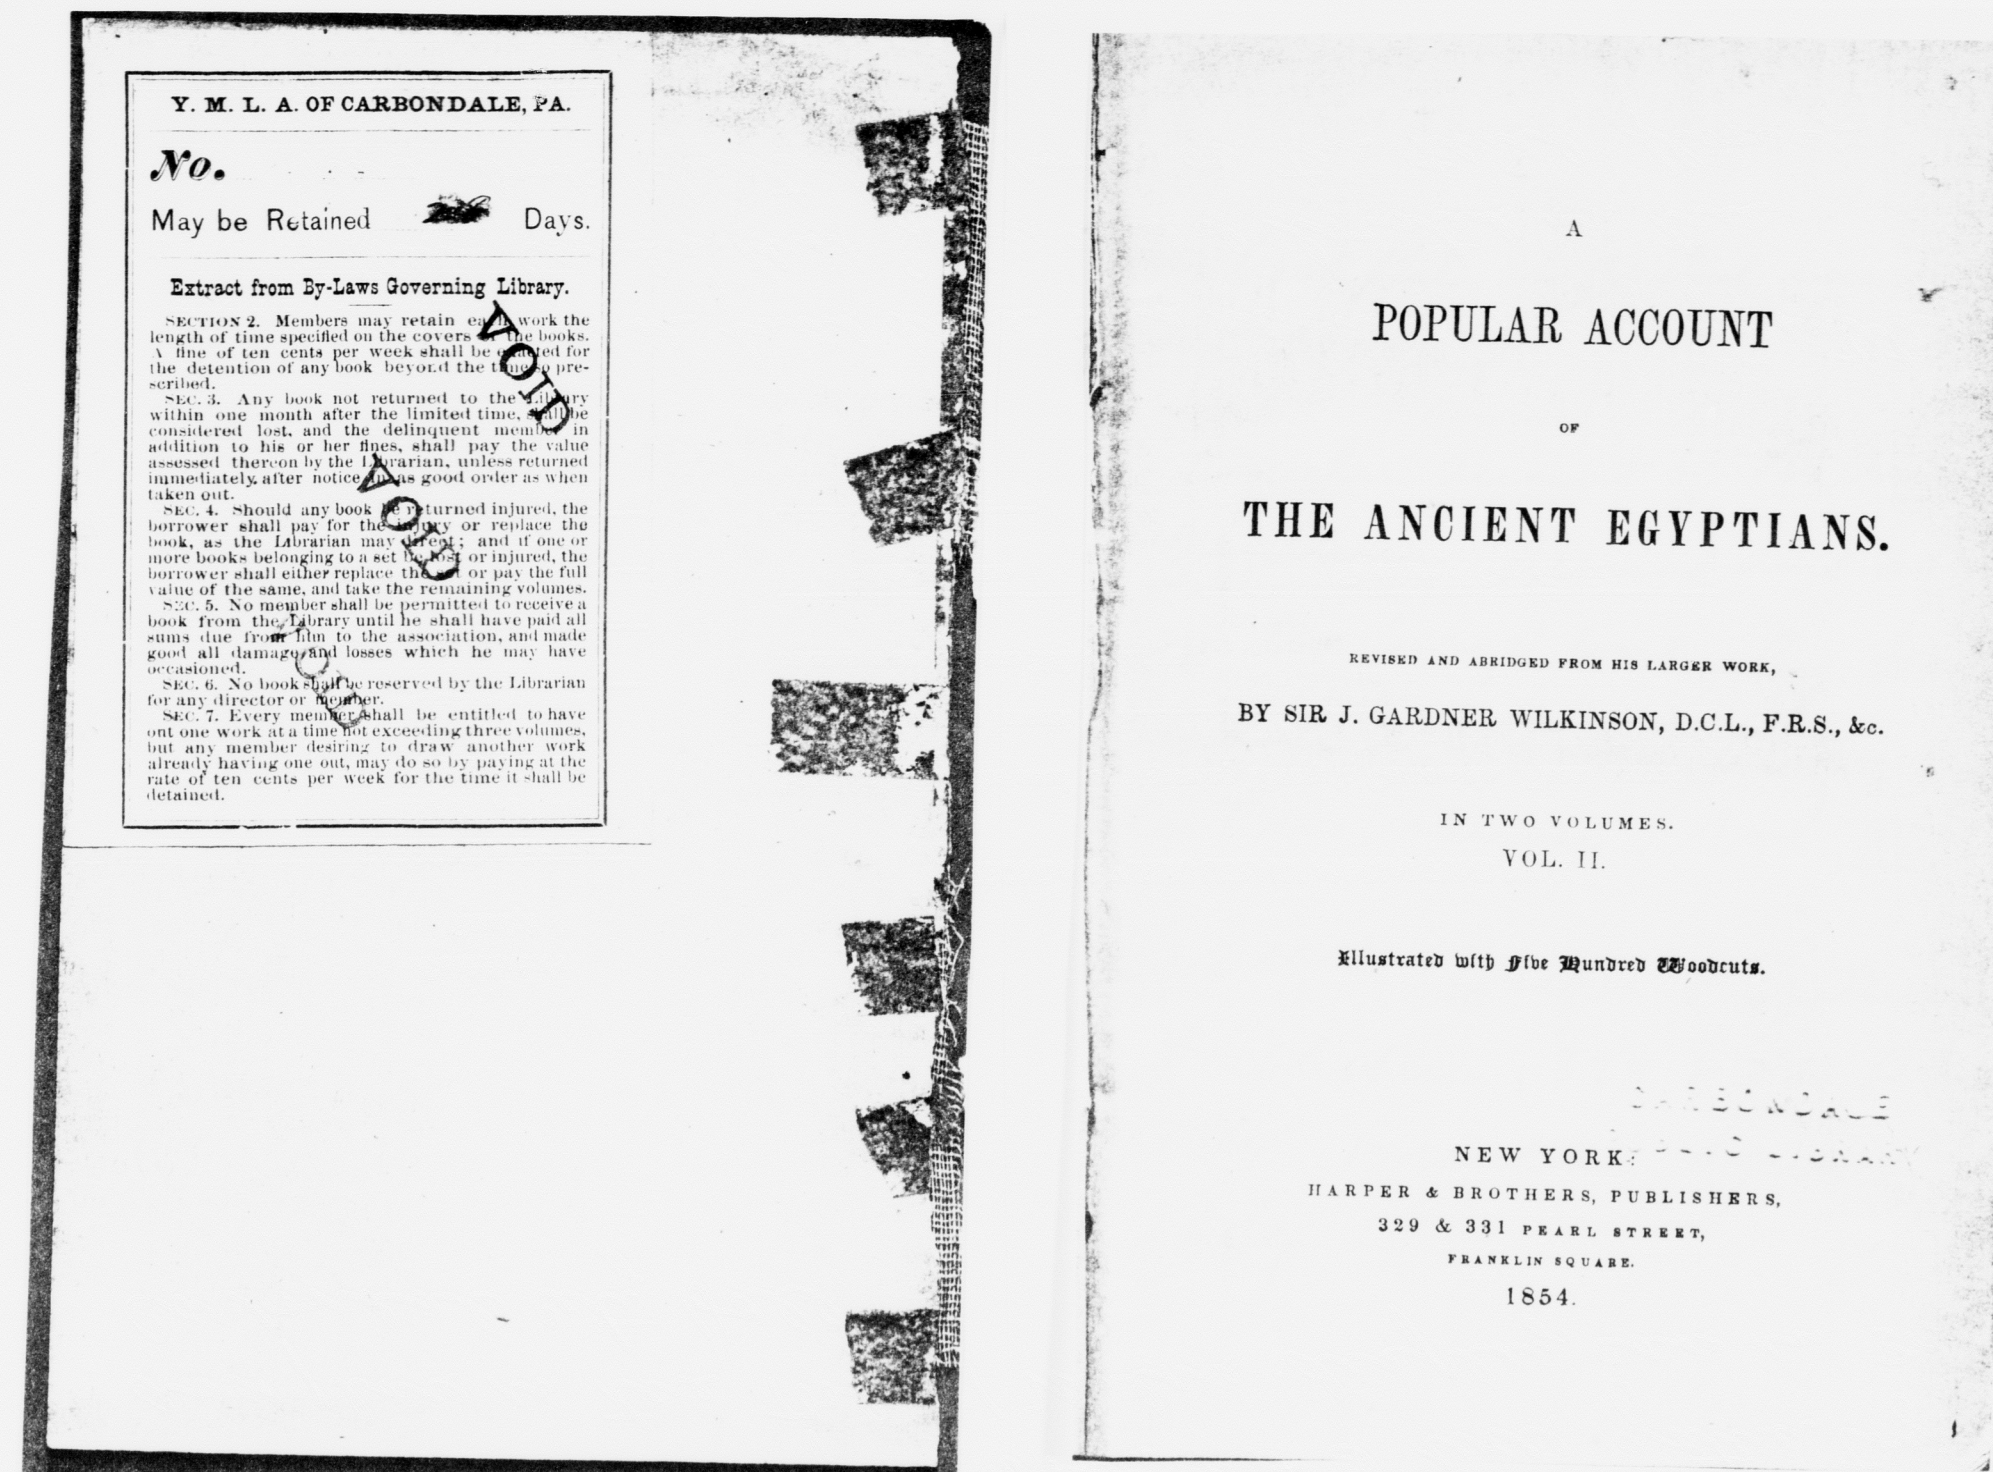 Y. M. L. A. OF CARBONDALE, PA.
No.
May be Retained Days.
Extract from By-Laws Governing Library.
SECTION 2. Members may retain each work the
length of time specified on the covers of the books.
A fine of ten cents per week shall be exacted for
the detention of any book beyond the time so pre-
scribed.
SEC. 3. Any book not returned to the Library
within one month after the limited time, shall be
considered lost, and the delinquent member in
addition to his or her fines, shall pay the value
assessed thereon by the Librarian, unless returned
immediately, after notice, in as good order as when
taken out.
SEC. 4. Should any book be returned injured, the
borrower shall pay for the injury or replace the
book, as the Librarian may direct; and if one or
more books belonging to a set be lost or injured, the
borrower shall either replace the set or pay the full
value of the same, and take the remaining volumes.
SEC. 5. No member shall be permitted to receive a
book from the Library until he shall have paid all
sums due from him to the association, and made
good all damage and losses which he may have
occasioned.
SEC. 6. No book shall be reserved by the Librarian
for any director or member.
SEC. 7. Every member shall be entitled to have
out one work at a time not exceeding three volumes,
but any member desiring to draw another work
already having one out, may do so by paying at the
rate of ten cents per week for the time it shall be
detained.
VOID
VOID
VOID
A
POPULAR ACCOUNT
OF
THE ANCIENT EGYPTIANS.
REVISED AND ABRIDGED FROM HIS LARGER WORK,
BY SIR J. GARDNER WILKINSON, D.C.L., F.R.S., &c.
IN TWO VOLUMES.
VOL. II.
Illustrated with Five Hundred Woodcuts.
NEW YORK:
HARPER & BROTHERS, PUBLISHERS,
329 & 331 PEARL STREET,
FRANKLIN SQUARE.
1854.